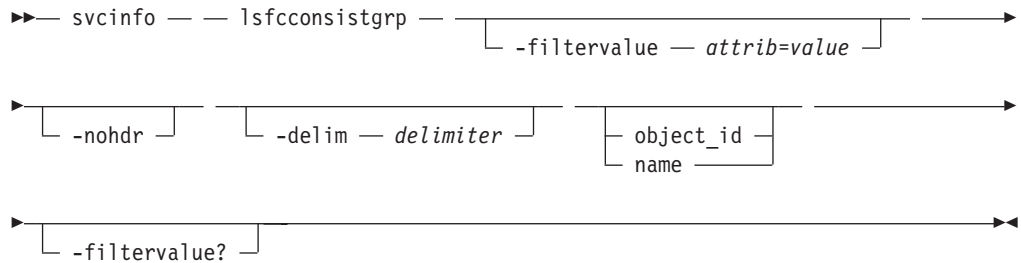 svcinfo lsfcconsistgrp
-filtervalue attrib=value
-nohdr -delim delimiter object_id
name
-filtervalue?